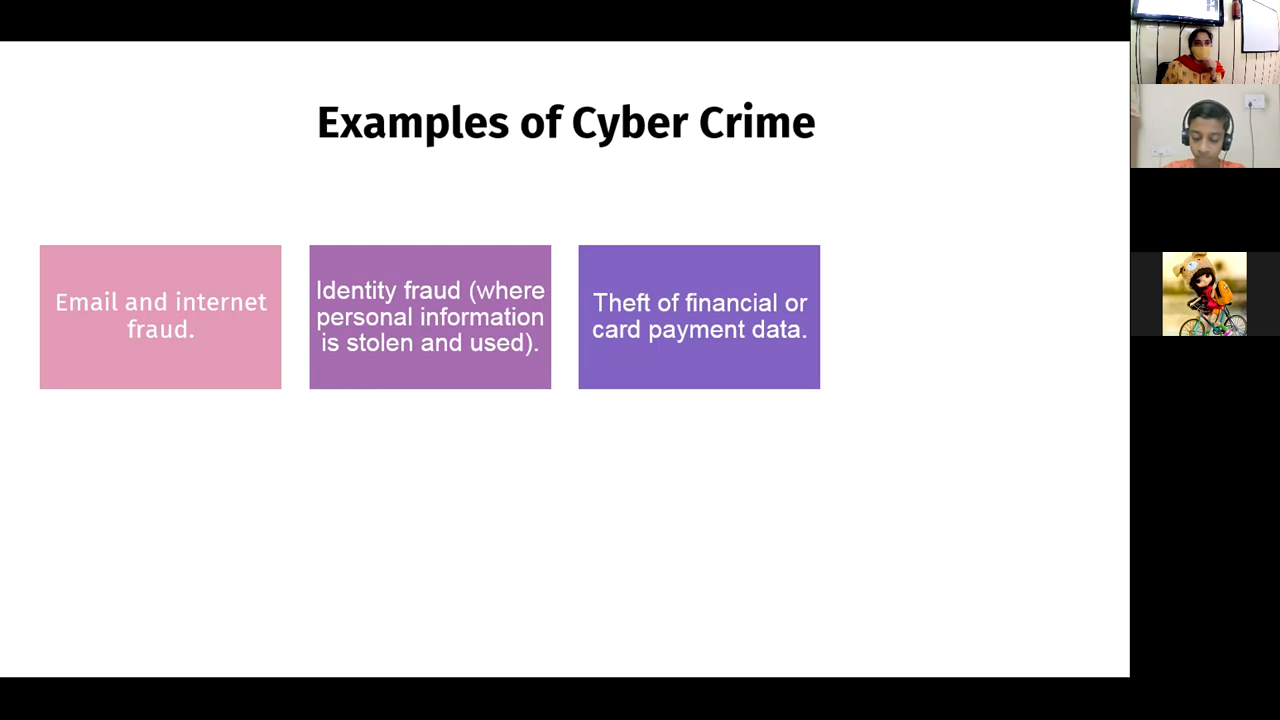 Examples of Cyber Crime
Email and internet
fraud.
Identity fraud (where
personal information
is stolen and used).
Theft of financial or
card payment data.